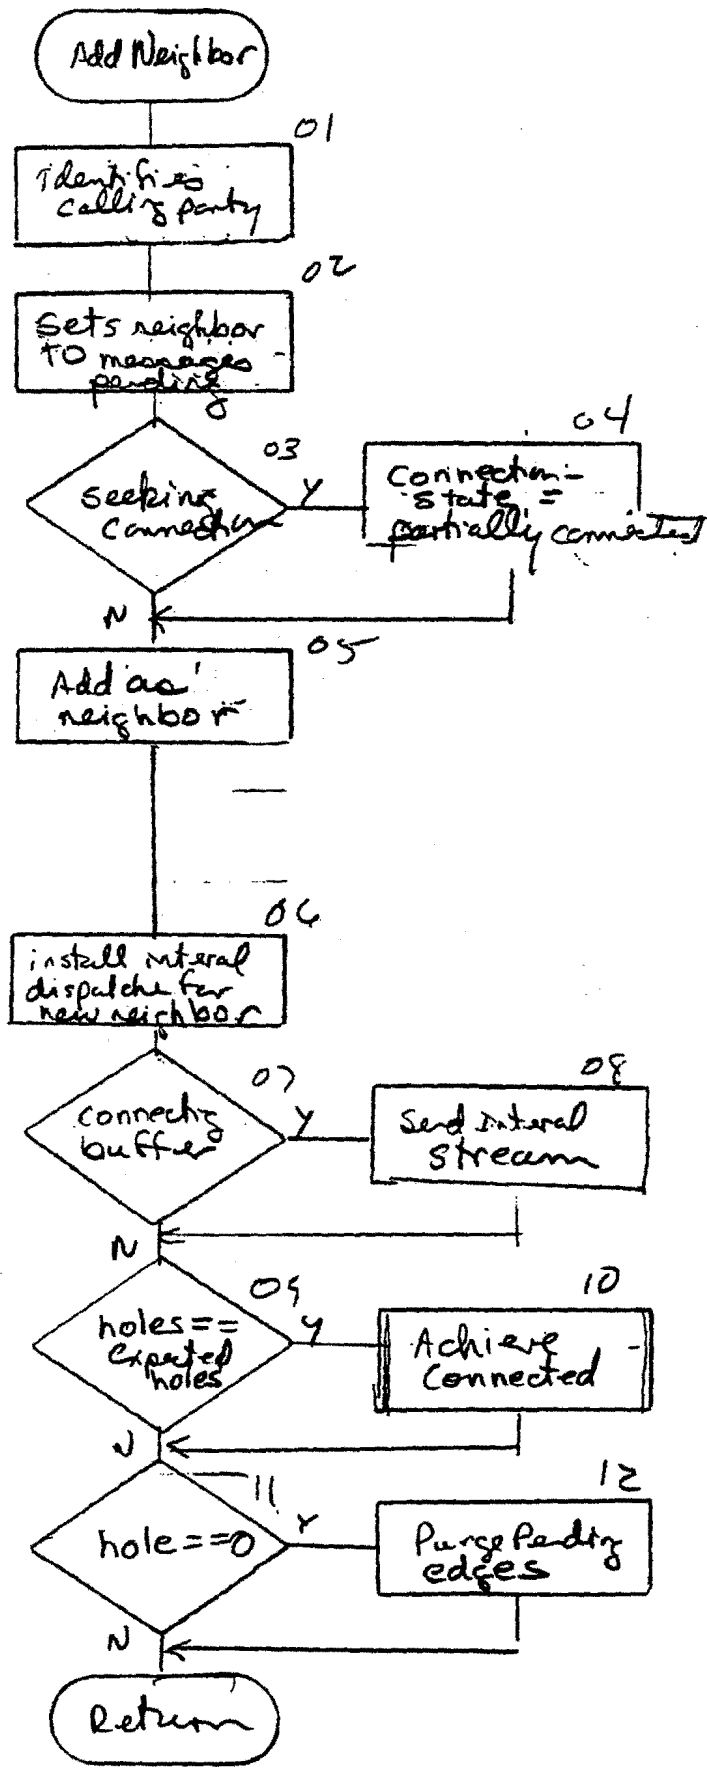 Add Neighbor
01
Identifies
calling party
02
Sets neighbor
TO messages
pending
03
Seeking
connection
Y
04
Connection-
state =
partially connected
N
05
Add as
neighbor
06
install interal
dispatche for
new neighbor
07
connectig
buffer
Y
08
Send interal
stream
N
09
holes==
Expected
holes
Y
10
Achieve
Connected
N
11
hole==0
Y
12
Purge Pending
edges
N
Return